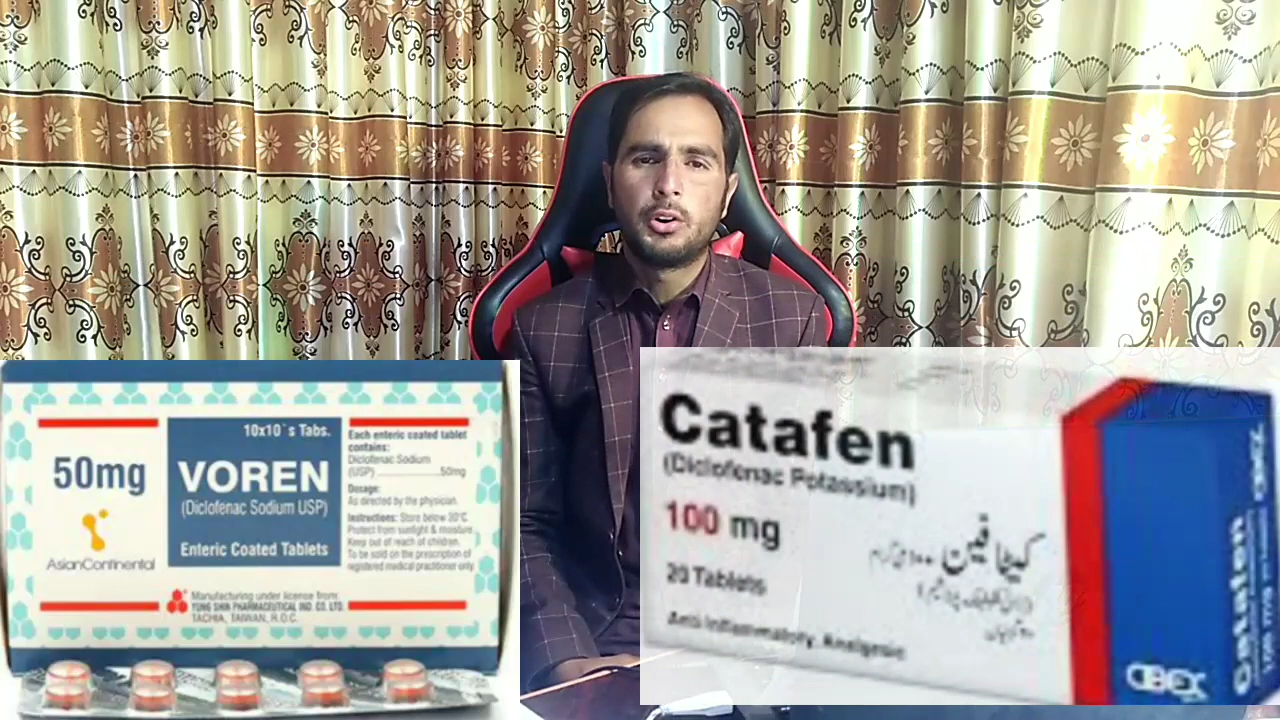 10x10's Tabs.
50mg
VOREN
(Diclofenac Sodium USP)
Enteric Coated Tablets
AsianContinental
Each enteric coated tablet
contains:
Diclofenac Sodium
(USP) ..................50mg
Dosage:
As directed by the physician.
Instructions: Store below 30°C
Protect from sunlight & moisture
Keep out of reach of children.
To be sold on the prescription of
registered medical practitioner only
Manufacturing under license from:
YUNG SHIN PHARMACEUTICAL IND. CO. LTD.
TACHIA, TAIWAN, R.O.C.
Catafen
(Diclofenac Potassium)
100 mg
20 Tablets
Anti-Inflammatory, Analgesic
کیٹافین
Catafen